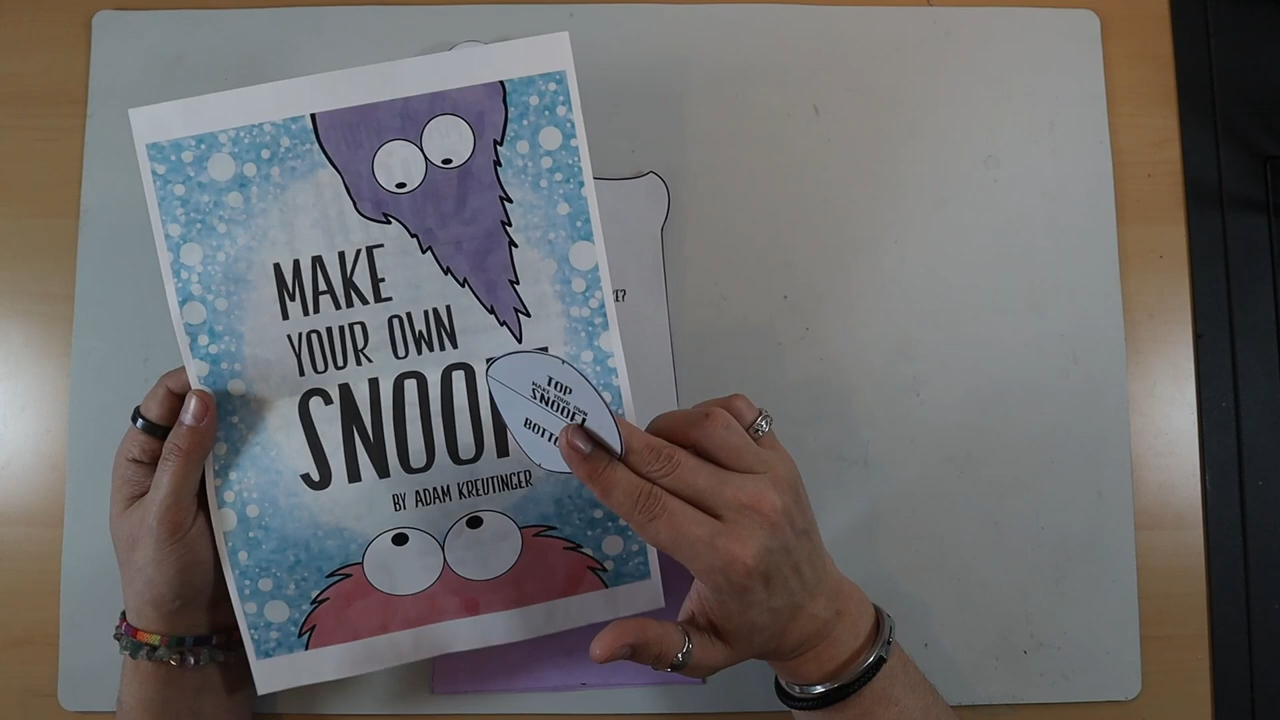 MAKE
YOUR OWN
SNOOF
BY ADAM KREUTINGER
TOP
MAKE YOUR OWN
SNOOF!